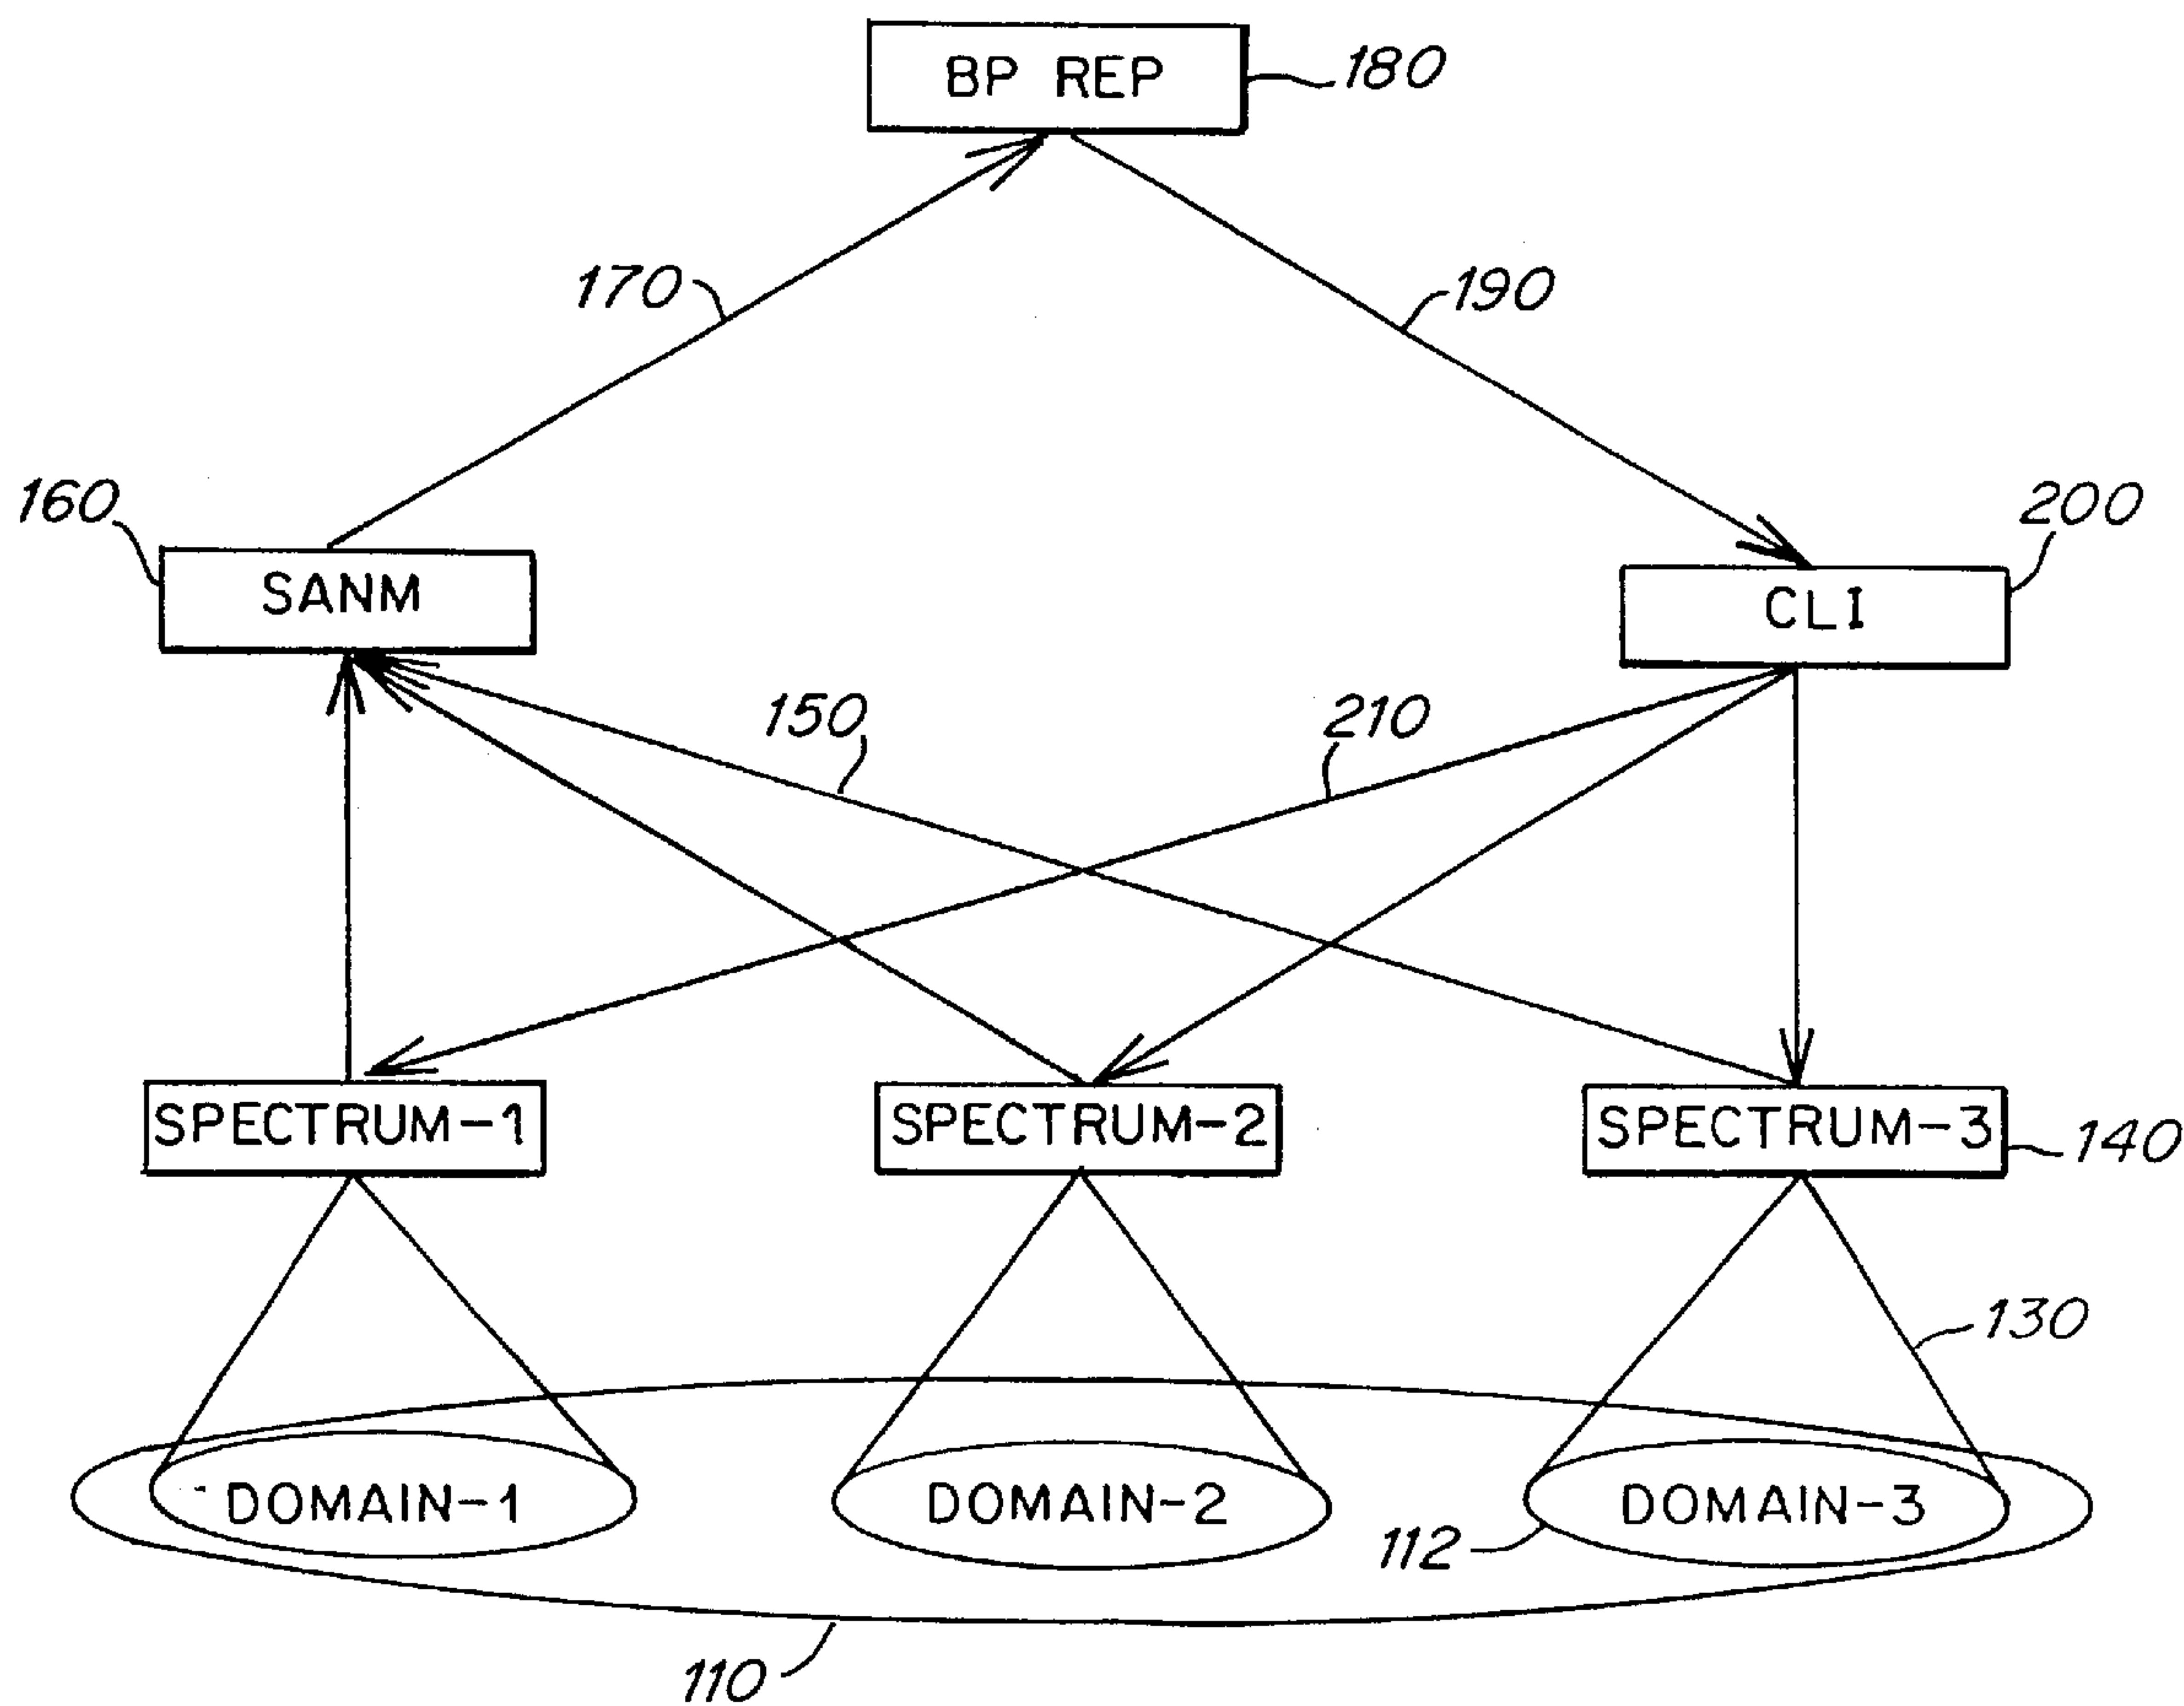 BP REP
180
170
190
160
200
SANM
CLI
150
210
SPECTRUM-1
SPECTRUM-2
SPECTRUM-3
140
130
DOMAIN-1
DOMAIN-2
DOMAIN-3
112
110